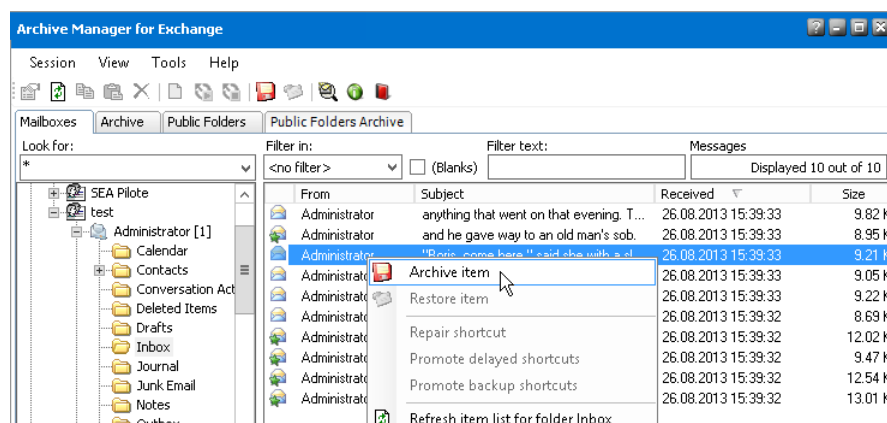 Archive Manager for Exchange
Session View Tools Help
Mailboxes Archive Public Folders Public Folders Archive
Look for: Filter in: Filter text: Messages
* <no filter> (Blanks) Displayed 10 out of 10
SEA Pilote
test
Administrator [1]
Calendar
Contacts
Conversation Act
Deleted Items
Drafts
Inbox
Journal
Junk Email
Notes
Outbox
From Subject Received Size
Administrator anything that went on that evening. T... 26.08.2013 15:39:33 9.82 K
Administrator and he gave way to an old man's sob. 26.08.2013 15:39:33 8.95 K
Administrator "Boris, come here," said she with a sl 26.08.2013 15:39:33 9.21 K
Administrato 26.08.2013 15:39:33 9.05 K
Administrato 26.08.2013 15:39:33 9.22 K
Administrato 26.08.2013 15:39:32 8.69 K
Administrato 26.08.2013 15:39:32 12.02 K
Administrato 26.08.2013 15:39:32 9.47 K
Administrato 26.08.2013 15:39:32 12.54 K
Administrato 26.08.2013 15:39:32 13.01 K
Archive item
Restore item
Repair shortcut
Promote delayed shortcuts
Promote backup shortcuts
Refresh item list for folder Inbox